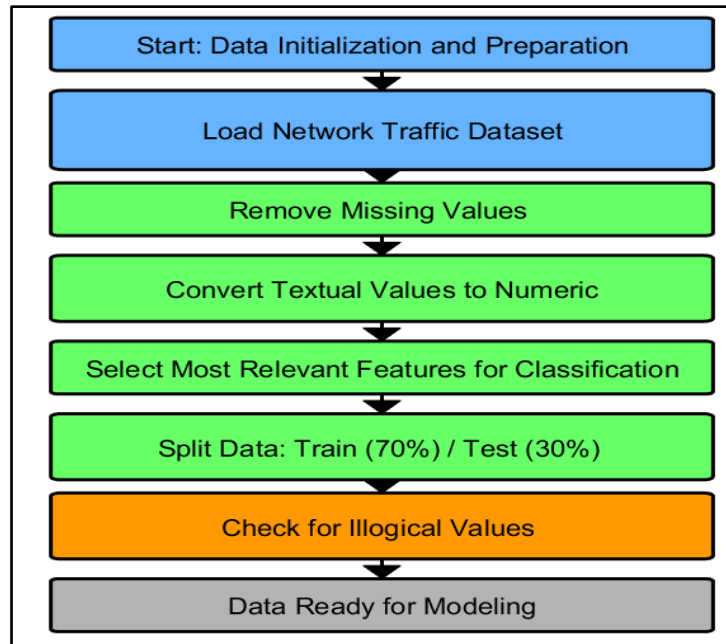 Start: Data Initialization and Preparation
Load Network Traffic Dataset
Remove Missing Values
Convert Textual Values to Numeric
Select Most Relevant Features for Classification
Split Data: Train (70%) / Test (30%)
Check for Illogical Values
Data Ready for Modeling